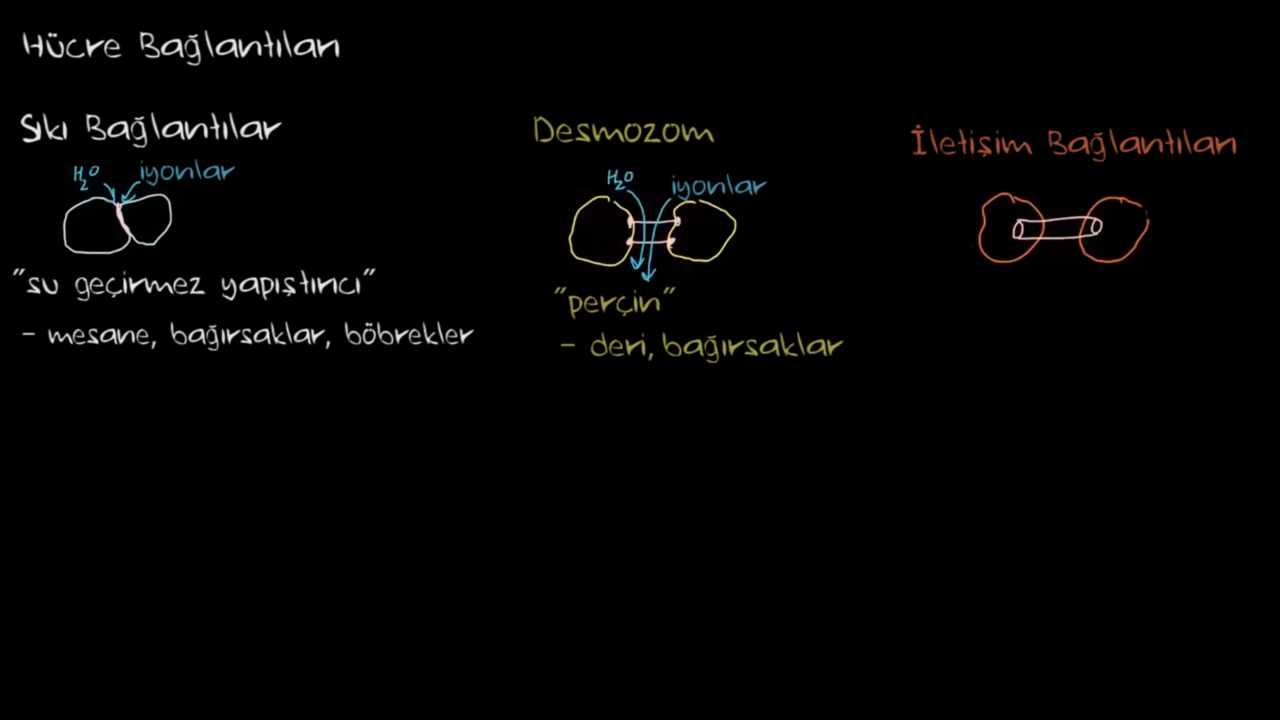 Hücre Bağlantıları
Sıkı Bağlantılar
H₂O
iyonlar
"su geçirmez yapıştırıcı"
- mesane, bağırsaklar, böbrekler
Desmozom
H₂O
iyonlar
"perçin"
- deri, bağırsaklar
İletişim Bağlantıları